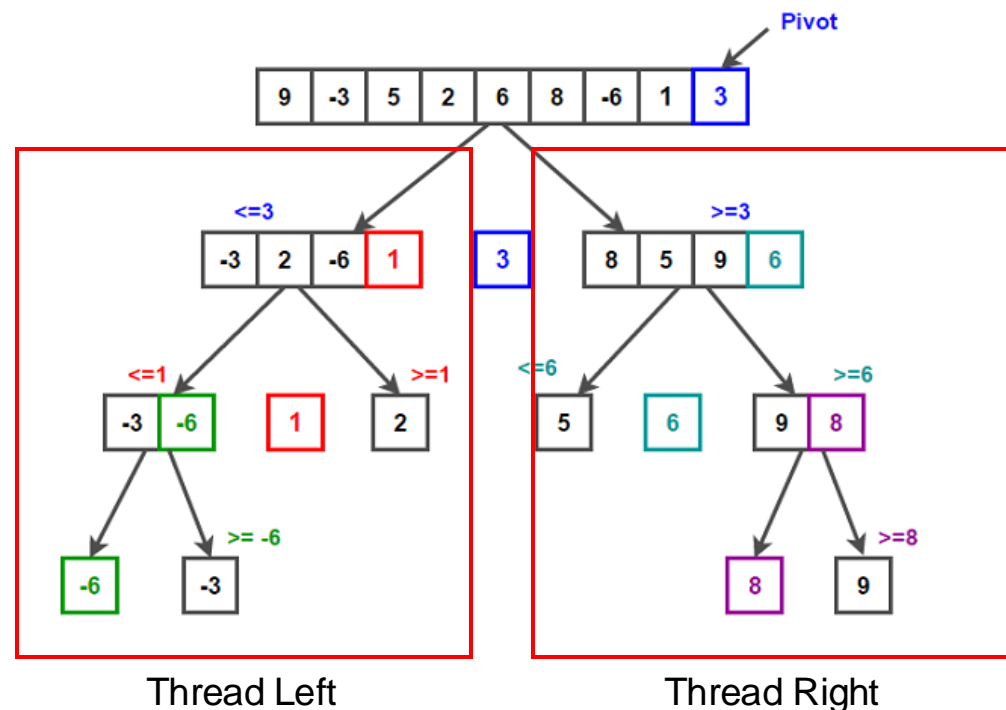 Pivot
9 -3 5 2 6 8 -6 1 3
<=3 >=3
-3 2 -6 1 3 8 5 9 6
<=1 >=1 <=6 >=6
-3 -6 1 2 5 6 9 8
>= -6 >=8
-6 -3 8 9
Thread Left Thread Right